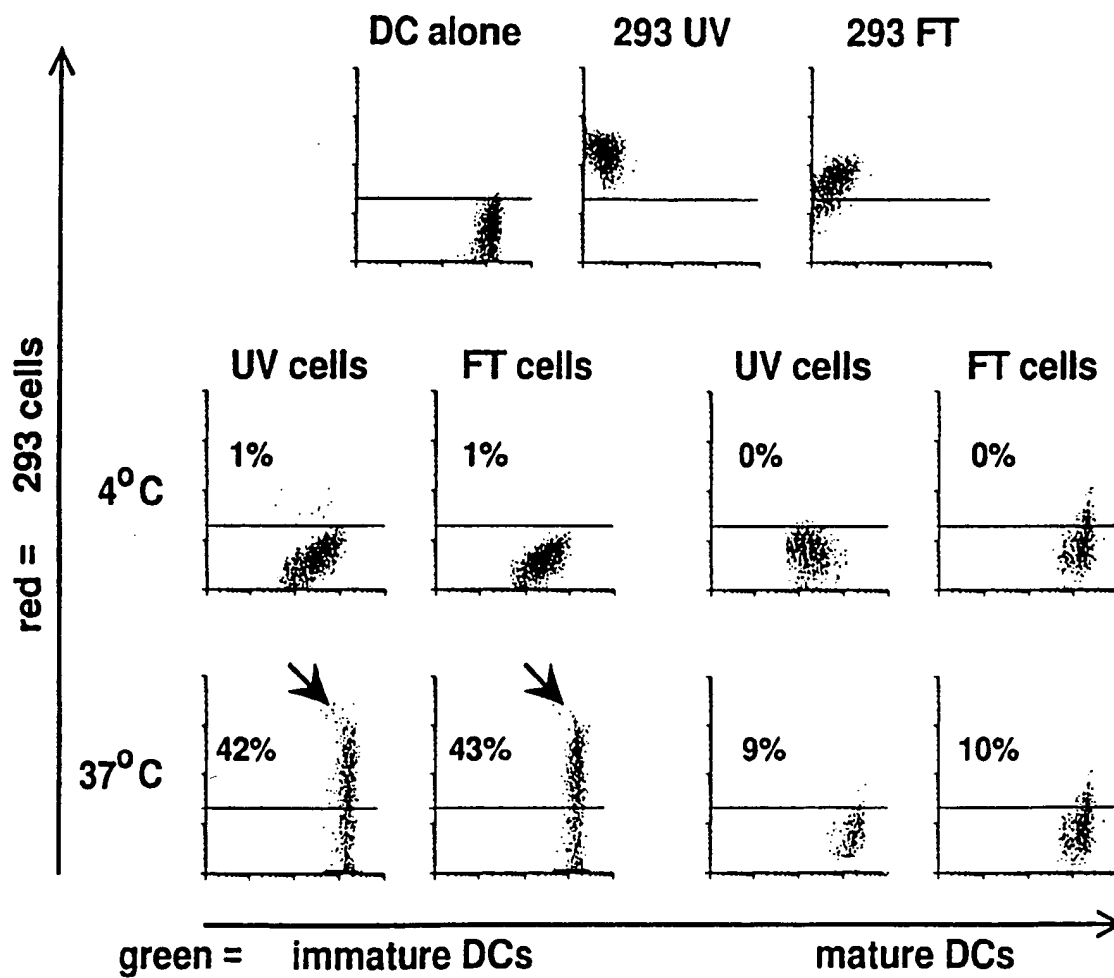 DC alone 293 UV 293 FT
red = 293 cells
UV cells FT cells UV cells FT cells
4°C 1% 1% 0% 0%
37°C 42% 43% 9% 10%
green = immature DCs mature DCs